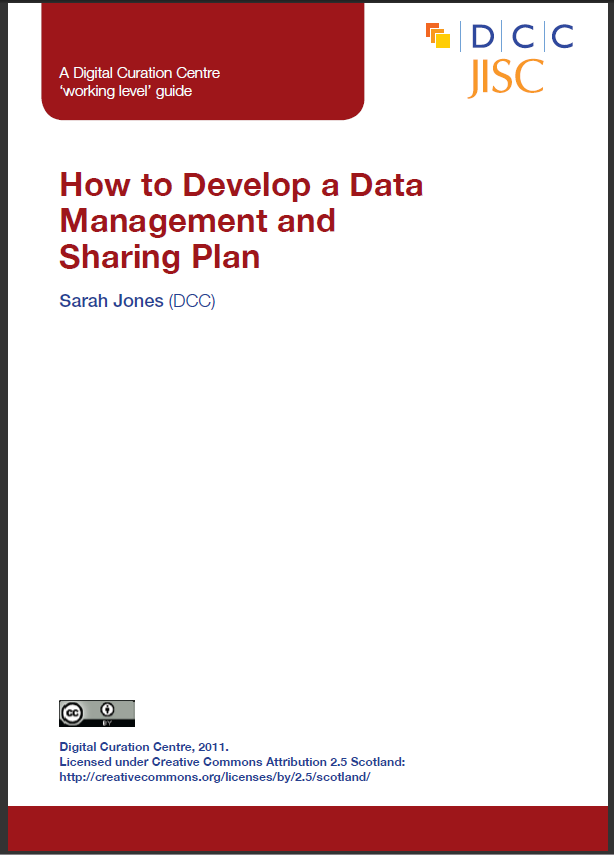 A Digital Curation Centre
‘working level’ guide
D C C
JISC
How to Develop a Data
Management and
Sharing Plan
Sarah Jones (DCC)
cc
BY
Digital Curation Centre, 2011.
Licensed under Creative Commons Attribution 2.5 Scotland:
http://creativecommons.org/licenses/by/2.5/scotland/